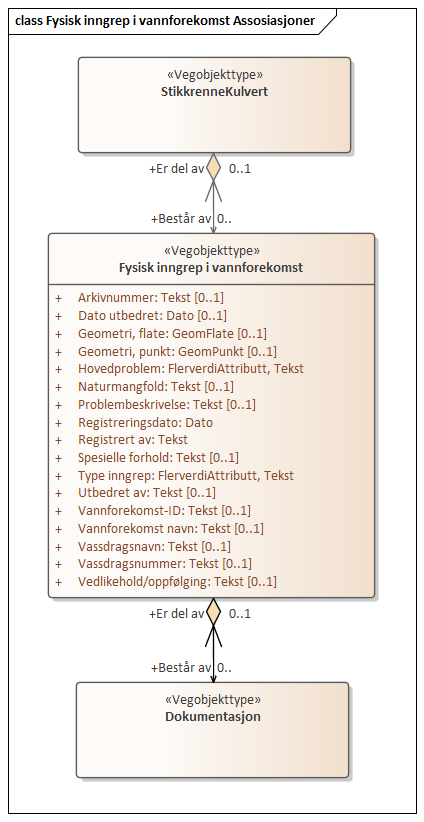 class Fysisk inngrep i vannforekomst Assosiasjoner
«Vegobjekttype»
StikkrenneKulvert
+Er del av 0..1
+Består av 0..
«Vegobjekttype»
Fysisk inngrep i vannforekomst
+ Arkivnummer: Tekst [0..1]
+ Dato utbedret: Dato [0..1]
+ Geometri, flate: GeomFlate [0..1]
+ Geometri, punkt: GeomPunkt [0..1]
+ Hovedproblem: FlerverdiAttributt, Tekst
+ Naturmangfold: Tekst [0..1]
+ Problembeskrivelse: Tekst [0..1]
+ Registreringsdato: Dato
+ Registrert av: Tekst
+ Spesielle forhold: Tekst [0..1]
+ Type inngrep: FlerverdiAttributt, Tekst
+ Utbedret av: Tekst [0..1]
+ Vannforekomst-ID: Tekst [0..1]
+ Vannforekomst navn: Tekst [0..1]
+ Vassdragsnavn: Tekst [0..1]
+ Vassdragsnummer: Tekst [0..1]
+ Vedlikehold/oppfølging: Tekst [0..1]
+Er del av 0..1
+Består av 0..
«Vegobjekttype»
Dokumentasjon